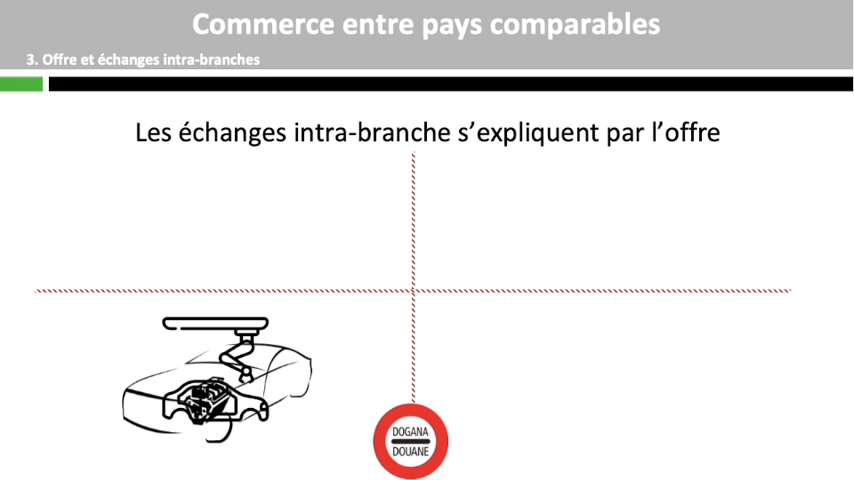 Commerce entre pays comparables
3. Offre et échanges intra-branches
Les échanges intra-branche s’expliquent par l’offre
DOGANA
DOUANE